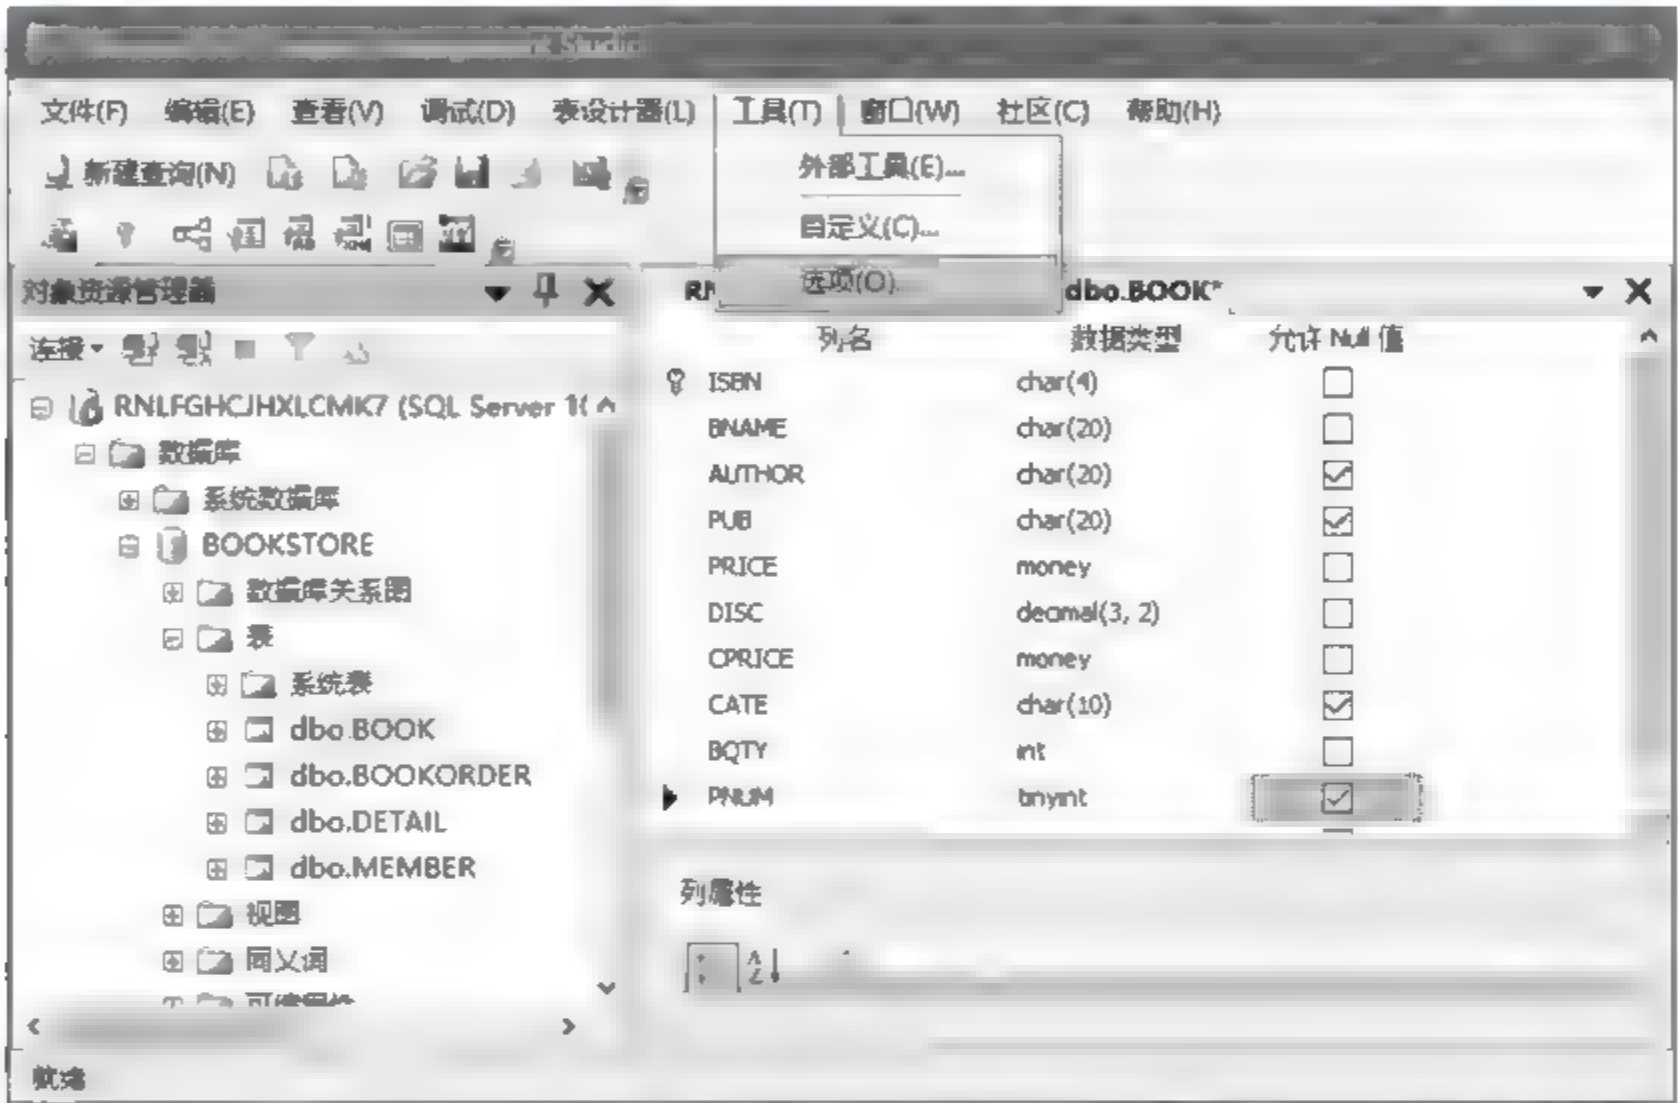 Studio
文件(F) 编辑(E) 查看(V) 调试(D) 表设计器(L) 工具(T) 窗口(W) 社区(C) 帮助(H)
新建查询(N)
外部工具(E)...
自定义(C)...
选项(O)
对象资源管理器
dbo.BOOK*
连接
RNLFGHCJHXLCMK7 (SQL Server 1(
数据库
系统数据库
BOOKSTORE
数据库关系图
表
系统表
dbo.BOOK
dbo.BOOKORDER
dbo.DETAIL
dbo.MEMBER
视图
同义词
可编程性
列名 数据类型 允许 Null 值
ISBN char(4)
BNAME char(20)
AUTHOR char(20)
PUB char(20)
PRICE money
DISC decimal(3, 2)
CPRICE money
CATE char(10)
BQTY int
PNUM tinyint
列属性
就绪